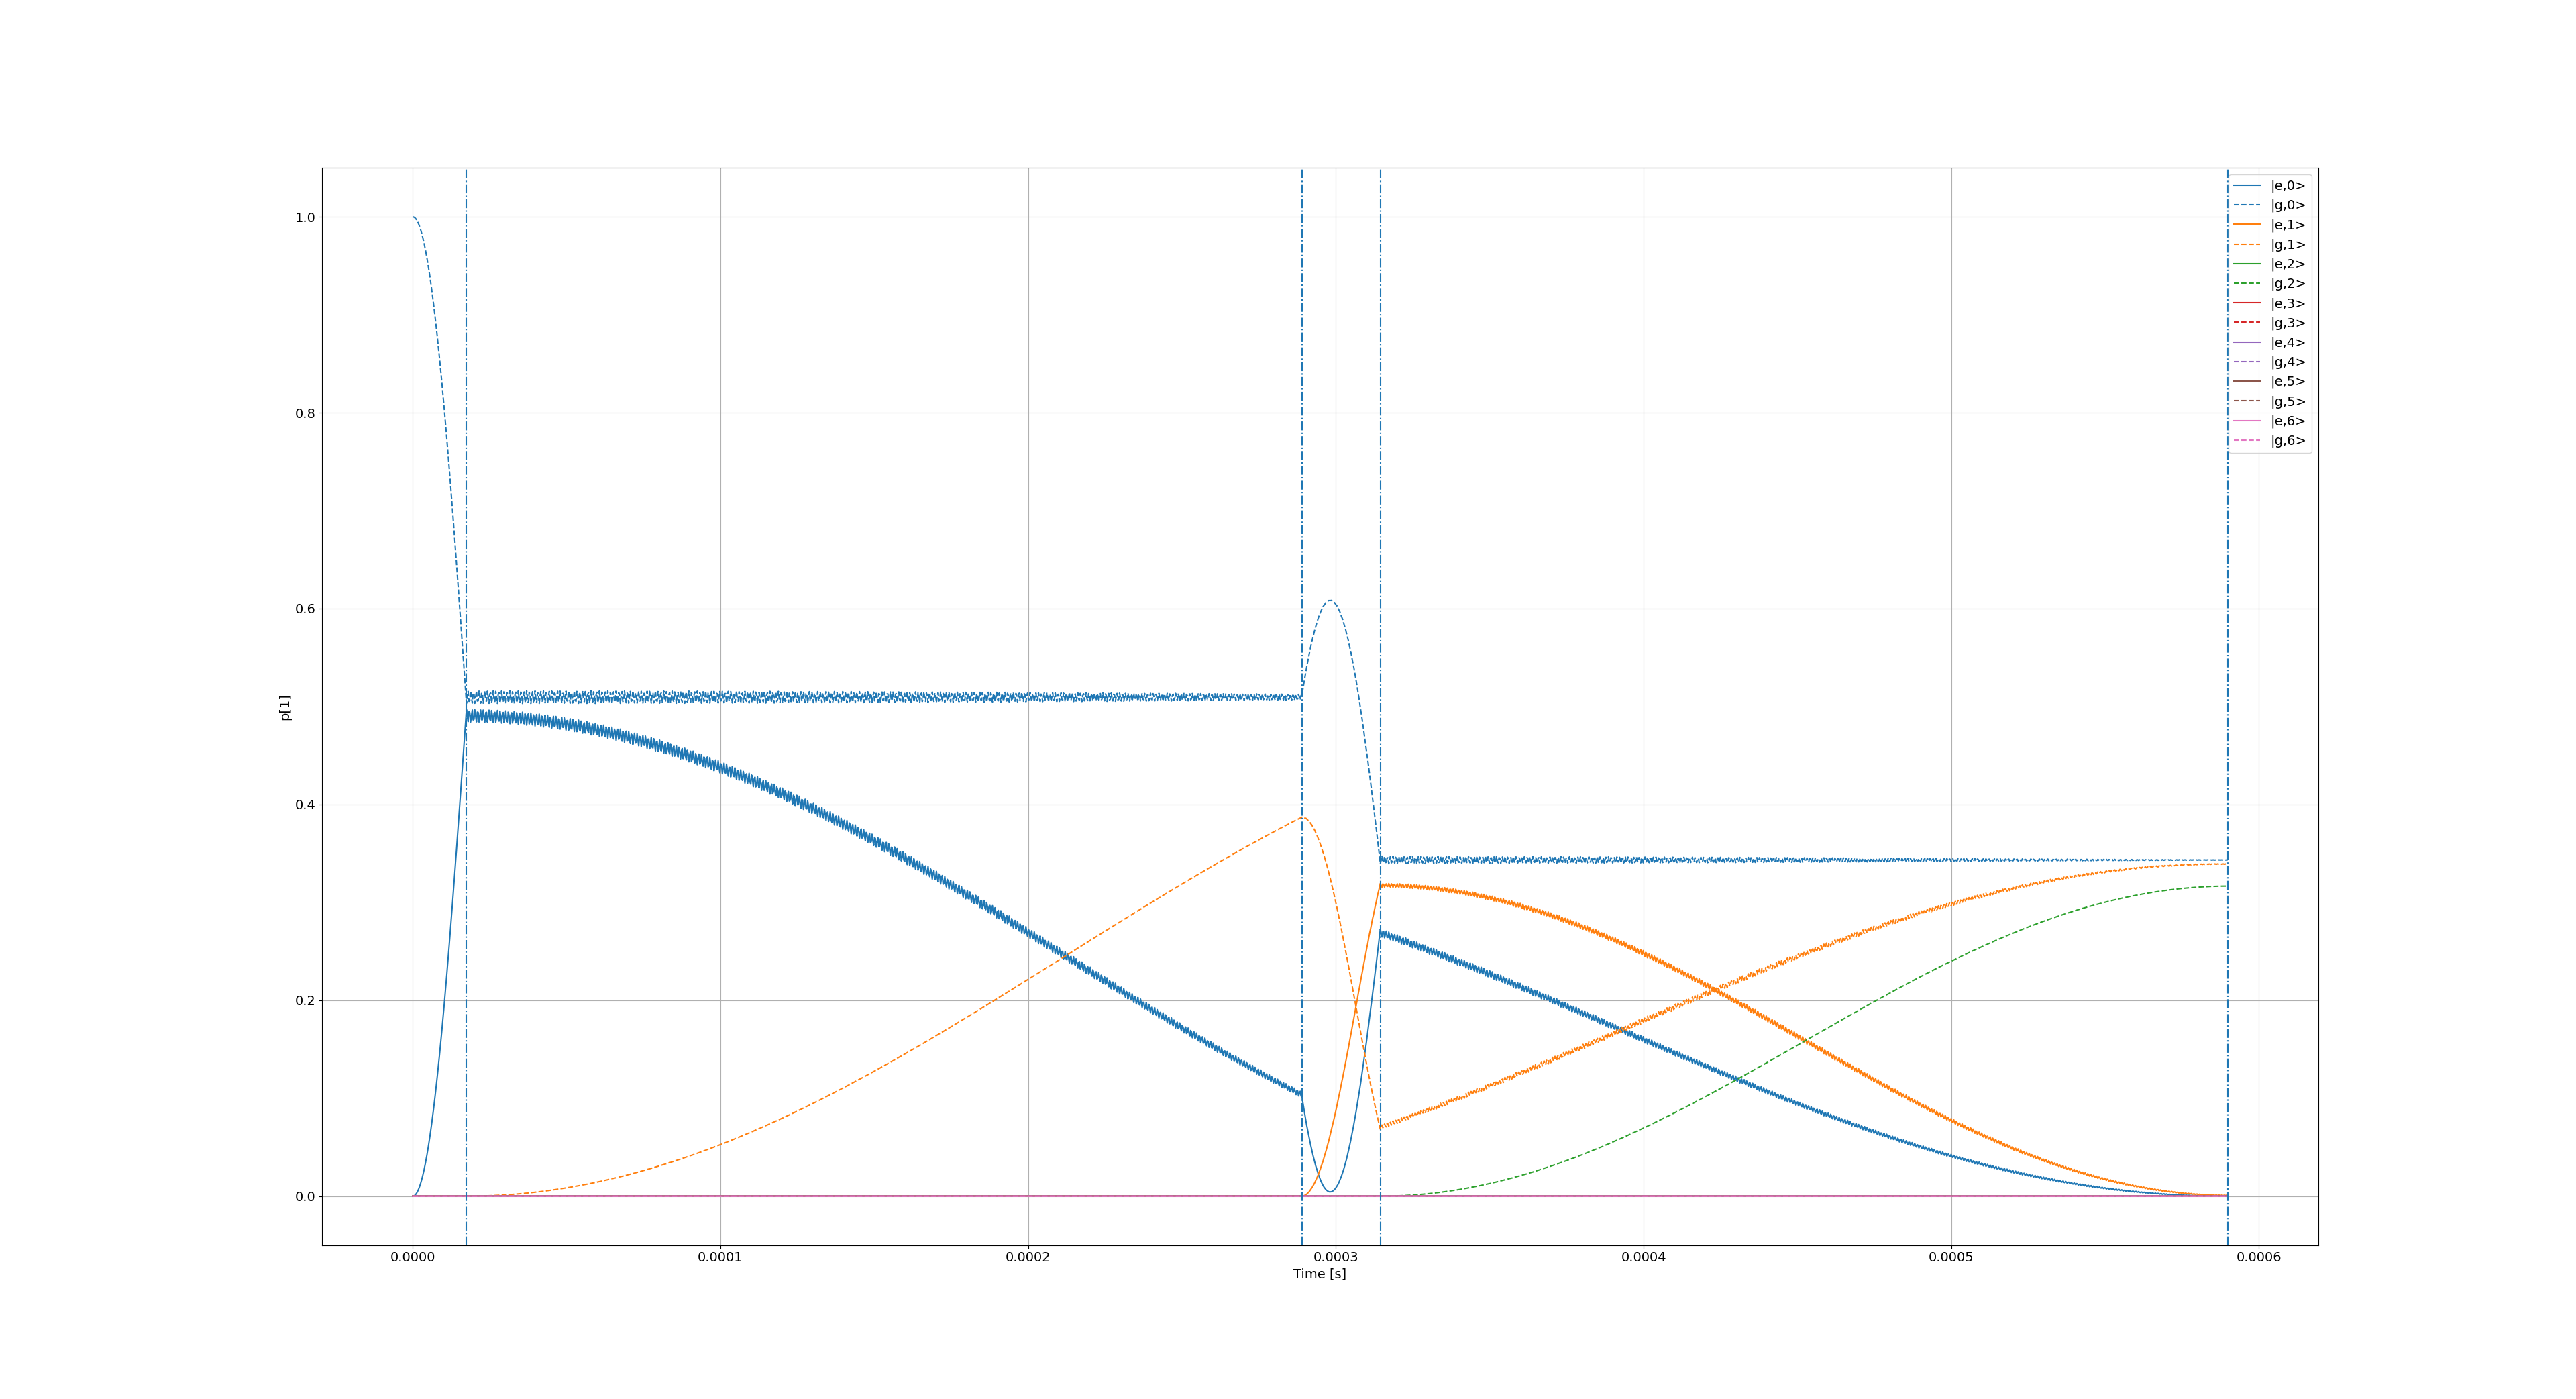 1.0
0.8
0.6
0.4
0.2
0.0
p[1]
0.0000 0.0001 0.0002 0.0003 0.0004 0.0005 0.0006
Time [s]
|e,0>
|g,0>
|e,1>
|g,1>
|e,2>
|g,2>
|e,3>
|g,3>
|e,4>
|g,4>
|e,5>
|g,5>
|e,6>
|g,6>